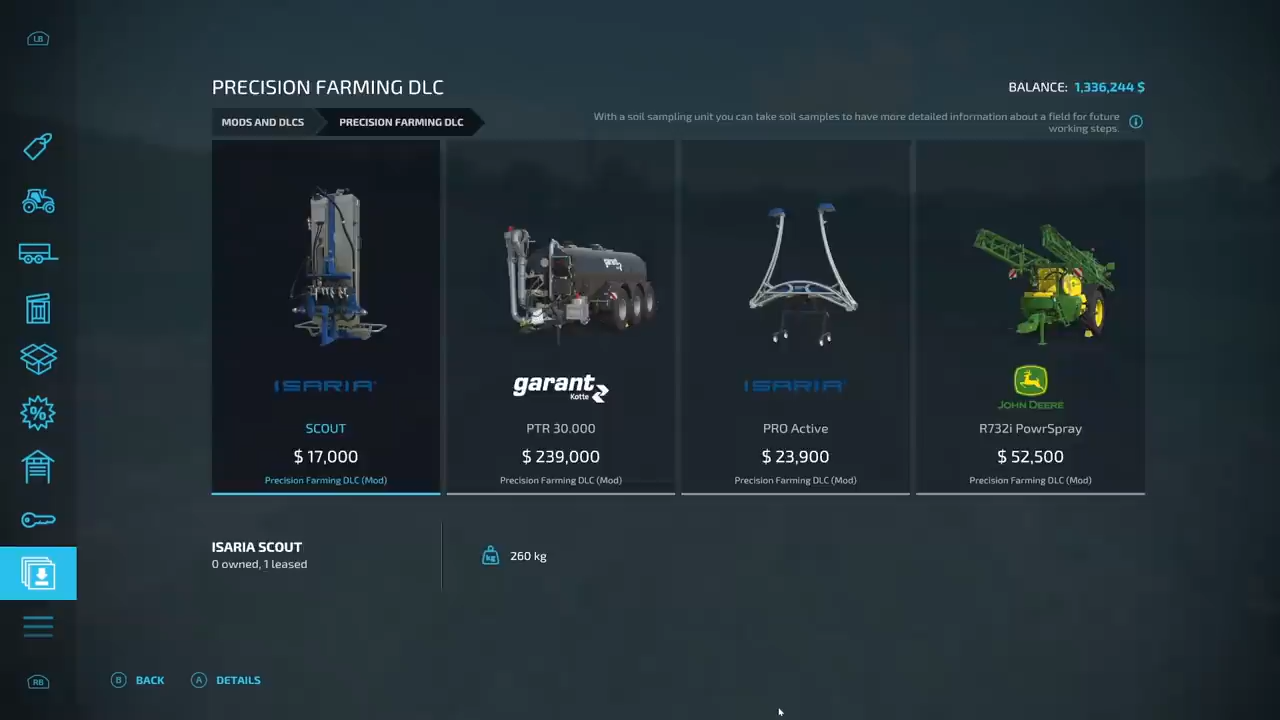 LB
PRECISION FARMING DLC
BALANCE: 1,336,244 $
MODS AND DLCS
PRECISION FARMING DLC
With a soil sampling unit you can take soil samples to have more detailed information about a field for future
working steps.
garant
ISARIA
garant
Kotte
ISARIA
JOHN DEERE
SCOUT
PTR 30.000
PRO Active
R732i PowrSpray
$ 17,000
$ 239,000
$ 23,900
$ 52,500
Precision Farming DLC (Mod)
Precision Farming DLC (Mod)
Precision Farming DLC (Mod)
Precision Farming DLC (Mod)
ISARIA SCOUT
0 owned, 1 leased
kg
260 kg
%
RB
B BACK
A DETAILS